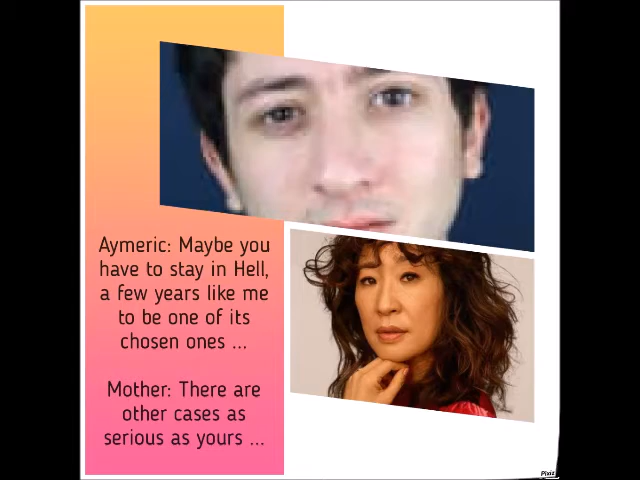 Aymeric: Maybe you
have to stay in Hell,
a few years like me
to be one of its
chosen ones ...
Mother: There are
other cases as
serious as yours ...
Pixiz